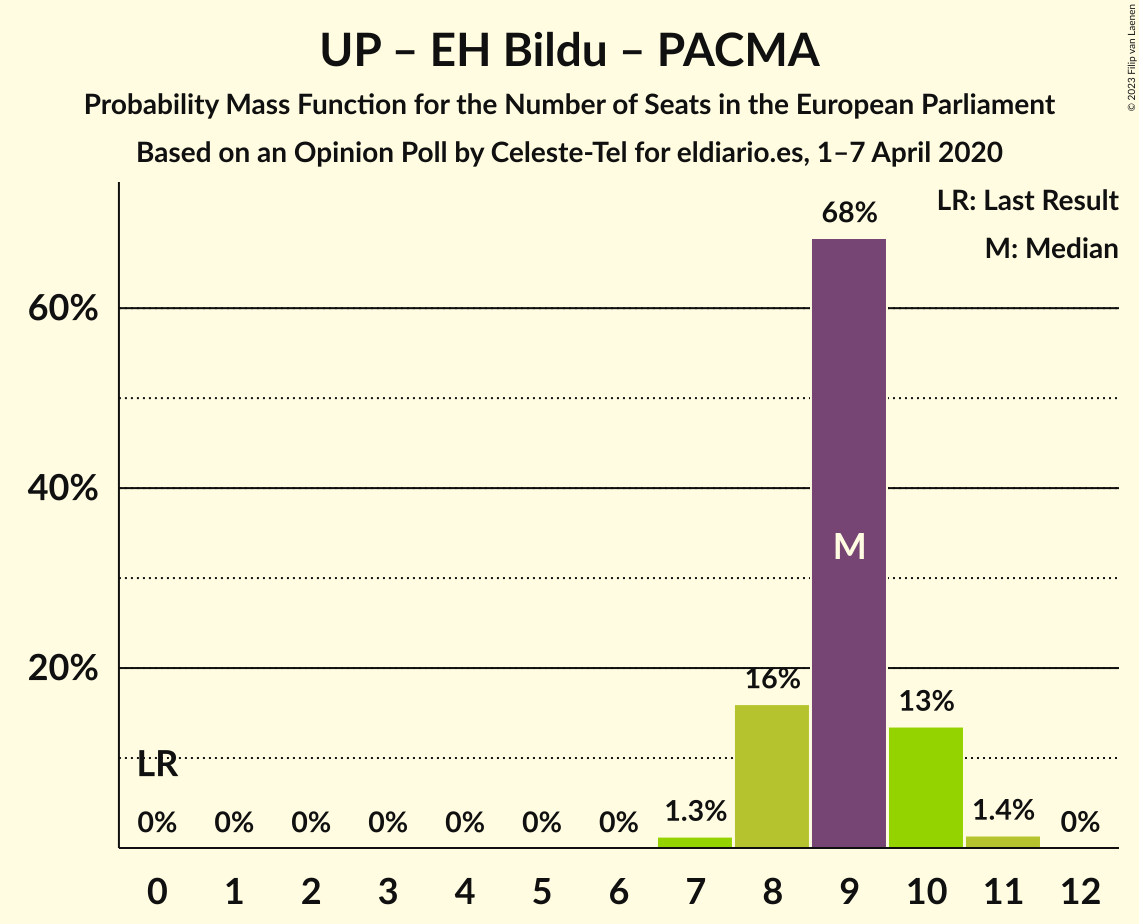 UP – EH Bildu – PACMA
Probability Mass Function for the Number of Seats in the European Parliament
Based on an Opinion Poll by Celeste-Tel for eldiario.es, 1–7 April 2020
© 2023 Filip van Laenen
LR: Last Result
M: Median
68%
60%
40%
M
20%
16%
13%
LR
0% 0% 0% 0% 0% 0% 0% 1.3% 1.4% 0%
0 1 2 3 4 5 6 7 8 9 10 11 12